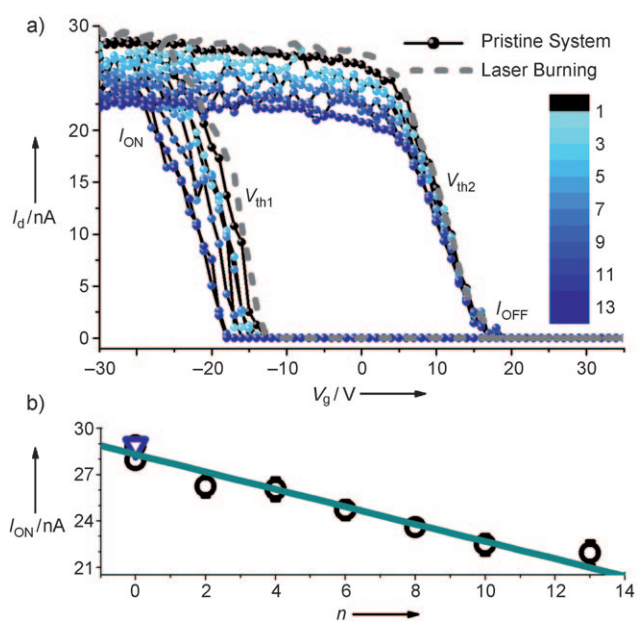 a)
30
25
20
15
10
5
0
I_d / nA
I_ON
V_th1
V_th2
I_OFF
Pristine System
Laser Burning
1
3
5
7
9
11
13
–30 –20 –10 0 10 20 30
V_g / V
b)
30
27
24
21
I_ON / nA
0 2 4 6 8 10 12 14
n